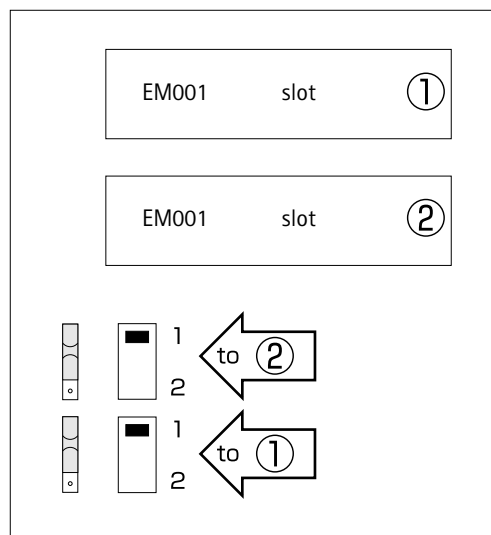 EM001 slot ①
EM001 slot ②
1
to ②
2
1
to ①
2